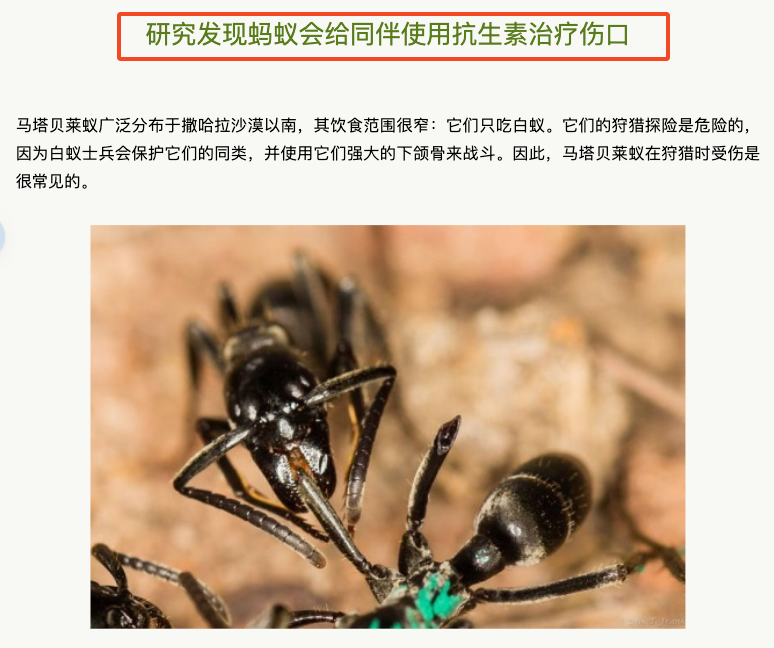 研究发现蚂蚁会给同伴使用抗生素治疗伤口
马塔贝莱蚁广泛分布于撒哈拉沙漠以南，其饮食范围很窄：它们只吃白蚁。它们的狩猎探险是危险的，
因为白蚁士兵会保护它们的同类，并使用它们强大的下颌骨来战斗。因此，马塔贝莱蚁在狩猎时受伤是
很常见的。